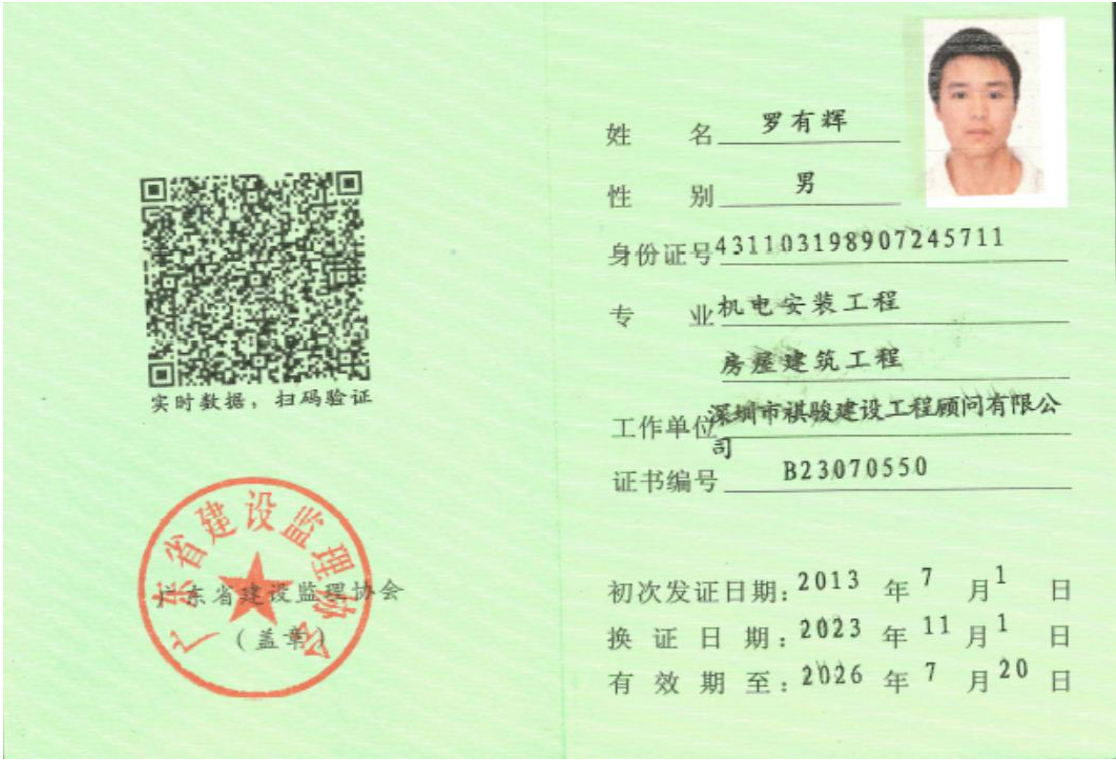 实时数据，扫码验证
广东省建设监理协会
广东省建设监理协会
（盖章）
姓 名 罗有辉
性 别 男
身份证号 431103198907245711
专 业 机电安装工程
房屋建筑工程
工作单位 深圳市祺骏建设工程顾问有限公
司
证书编号 B23070550
初次发证日期：2013 年 7 月 1 日
换 证 日 期：2023 年 11 月 1 日
有 效 期 至：2026 年 7 月 20 日